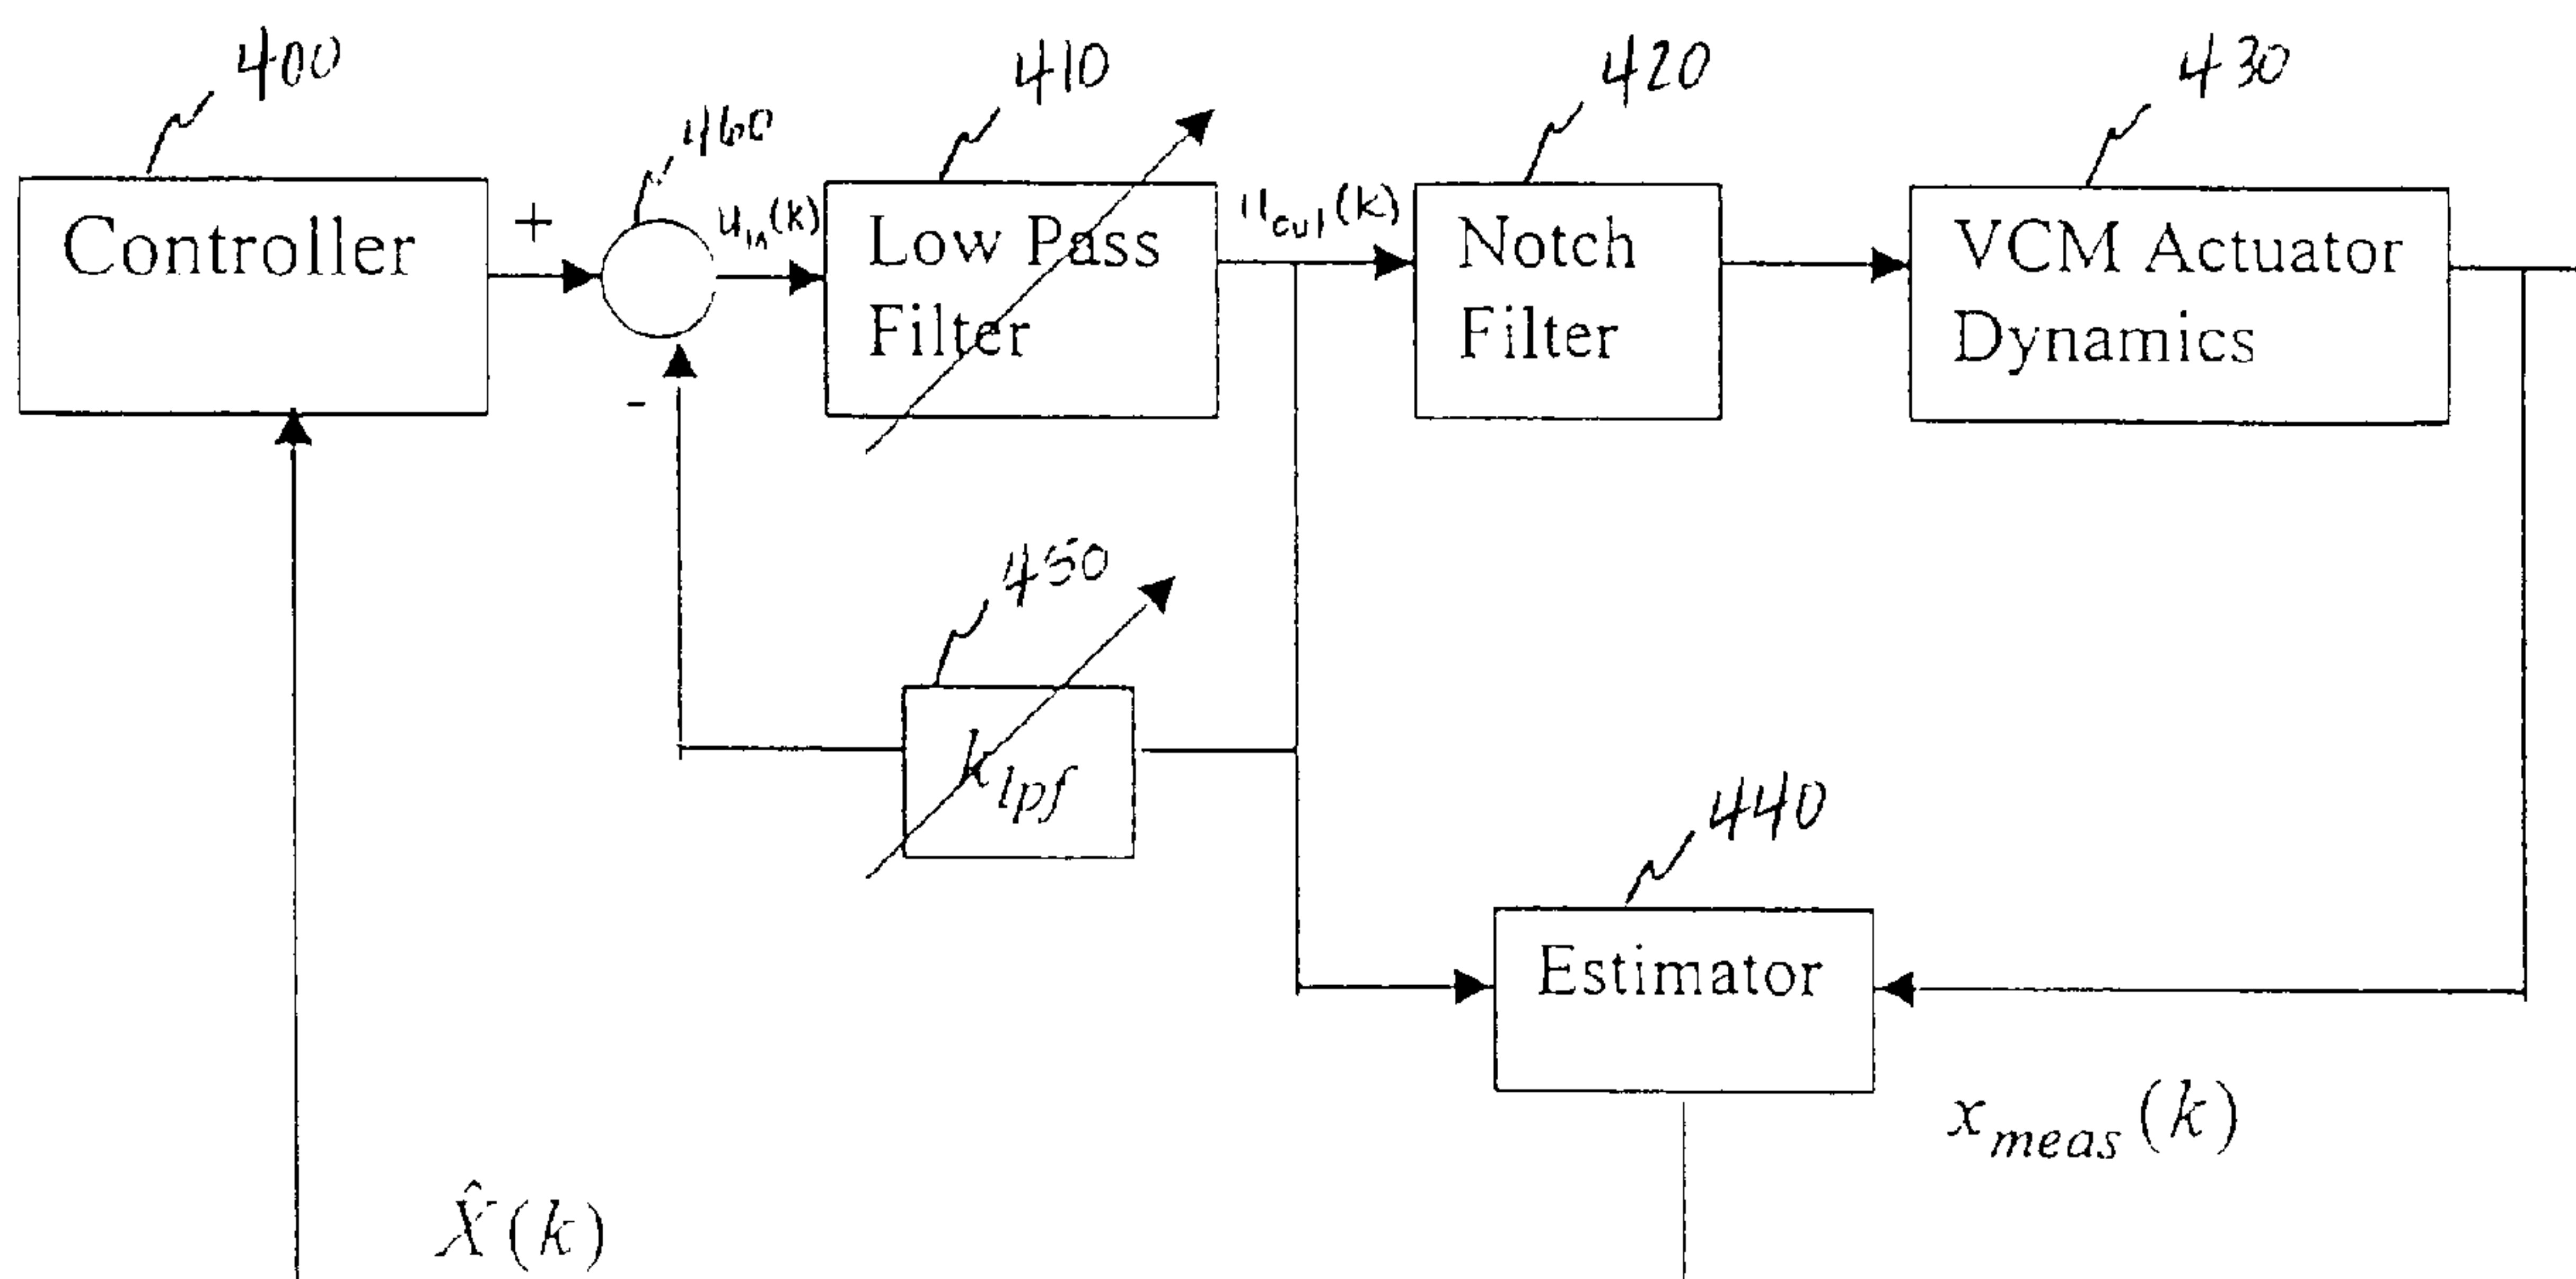 400
410
420
430
460
Controller
+
u_in(k)
Low Pass
Filter
u_out(k)
Notch
Filter
VCM Actuator
Dynamics
-
450
k_lpf
440
Estimator
x_meas(k)
X̂(k)